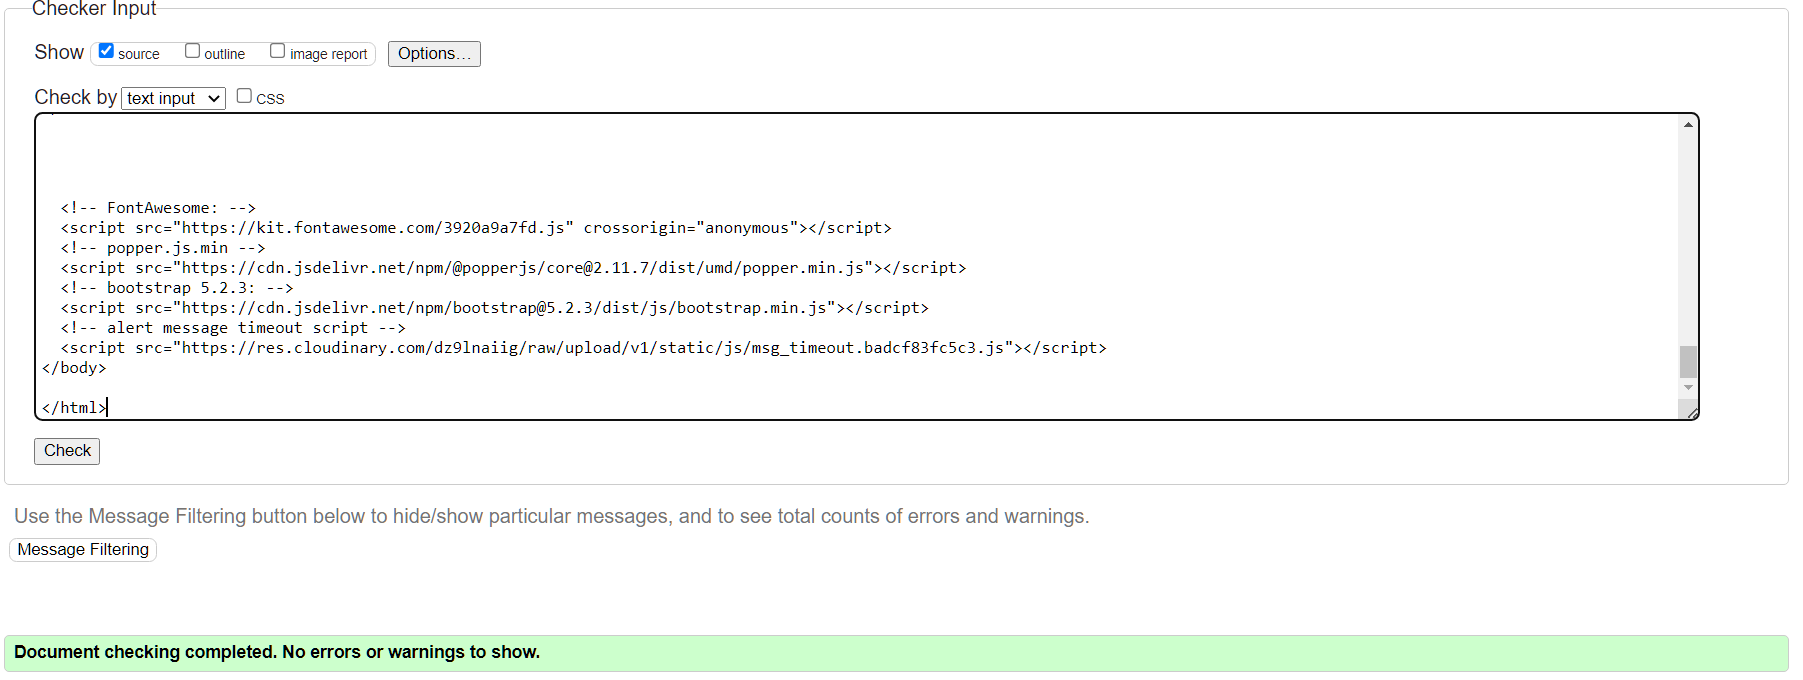 Checker Input
Show source outline image report Options...
Check by text input CSS
<!-- FontAwesome: -->
<script src="https://kit.fontawesome.com/3920a9a7fd.js" crossorigin="anonymous"></script>
<!-- popper.js.min -->
<script src="https://cdn.jsdelivr.net/npm/@popperjs/core@2.11.7/dist/umd/popper.min.js"></script>
<!-- bootstrap 5.2.3: -->
<script src="https://cdn.jsdelivr.net/npm/bootstrap@5.2.3/dist/js/bootstrap.min.js"></script>
<!-- alert message timeout script -->
<script src="https://res.cloudinary.com/dz9lnaiig/raw/upload/v1/static/js/msg_timeout.badcf83fc5c3.js"></script>
</body>
</html>
Check
Use the Message Filtering button below to hide/show particular messages, and to see total counts of errors and warnings.
Message Filtering
Document checking completed. No errors or warnings to show.